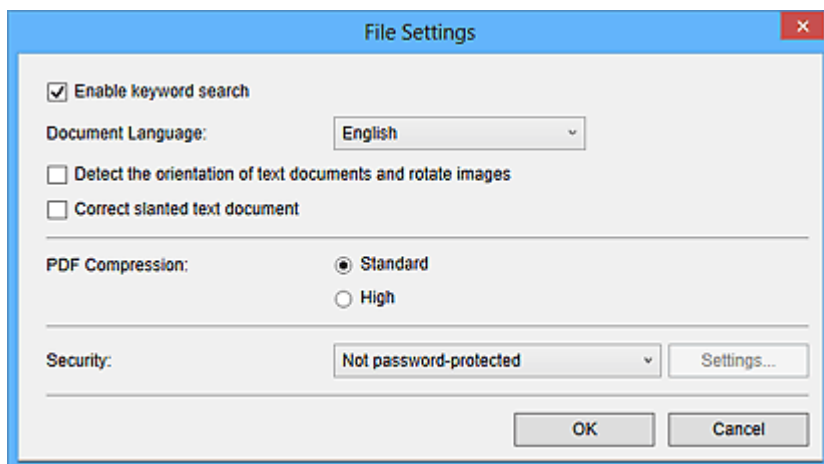 File Settings
Enable keyword search
Document Language: English
Detect the orientation of text documents and rotate images
Correct slanted text document
PDF Compression: Standard
High
Security: Not password-protected Settings...
OK Cancel